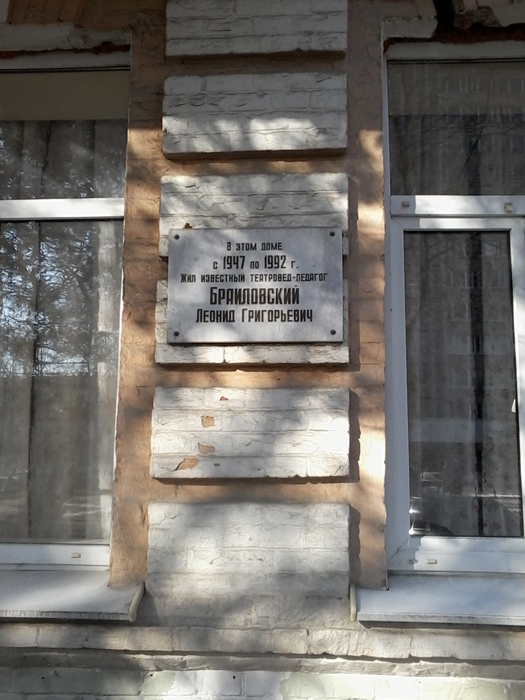 В этом доме
с 1947 по 1992 г.
Жил известный театровед-педагог
Браиловский
Леонид Григорьевич